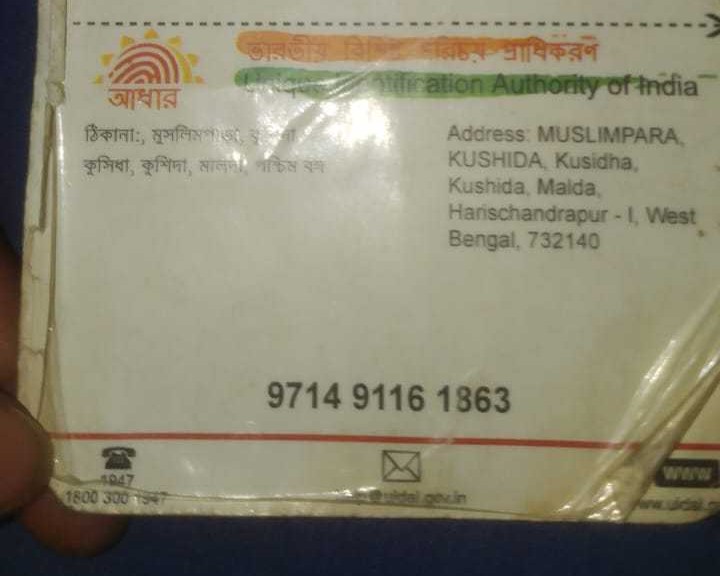 ভারতীয় প্রাধিকরণ
Authority of India
আধার
ঠিকানা:, মুসলিমপাড়া,
কুসিধা, কুশিদা, মালদা, পশ্চিম বঙ্গ
Address: MUSLIMPARA,
KUSHIDA, Kusidha,
Kushida, Malda,
Harischandrapur - I, West
Bengal, 732140
9714 9116 1863
1947
1800 300 1947
uidai.gov.in
www